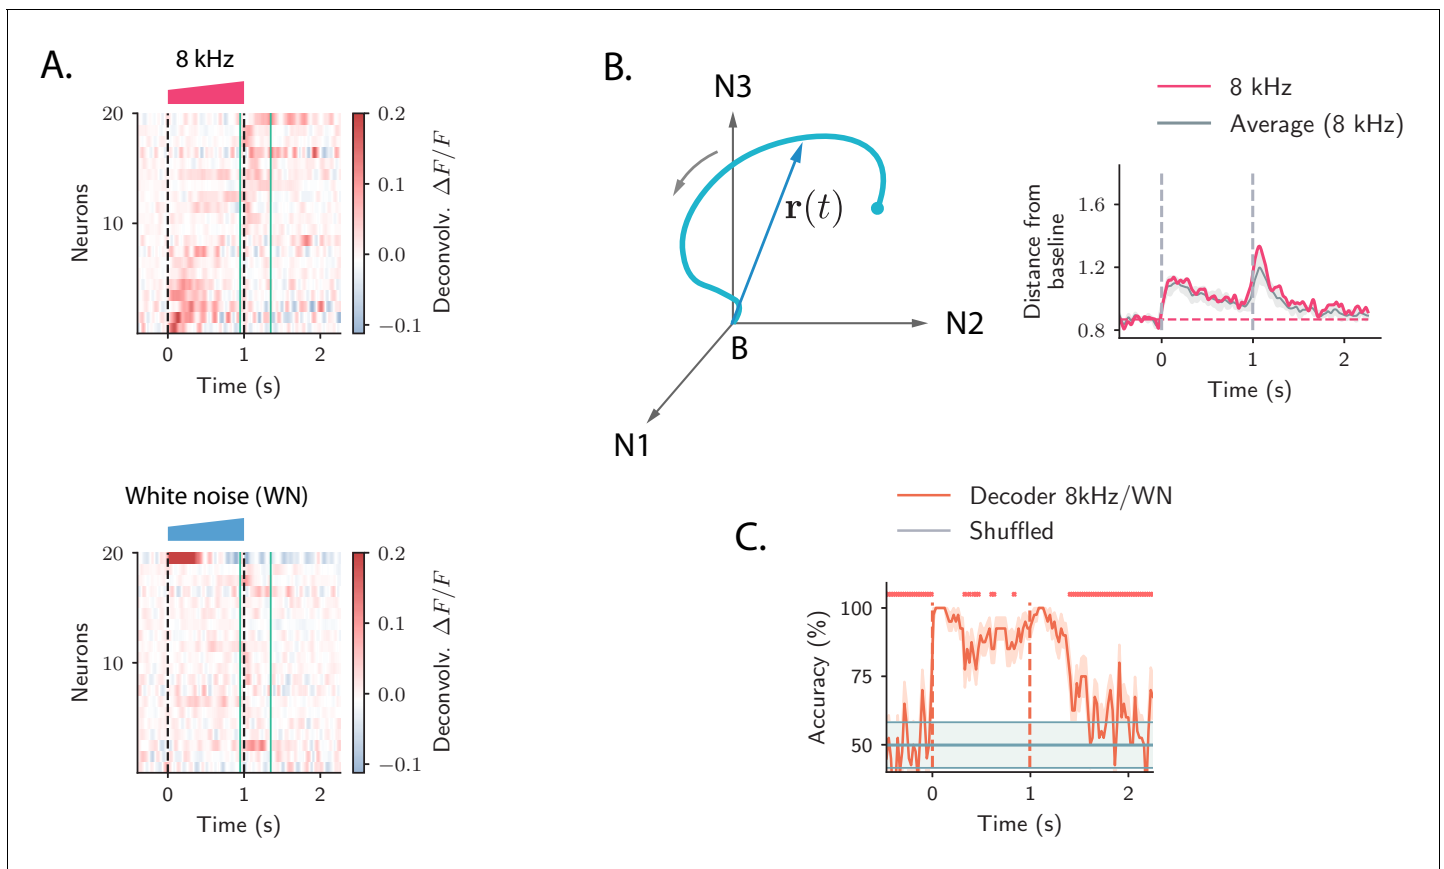 A.
8 kHz
20
10
Neurons
0
1
2
Time (s)
0.2
0.1
0.0
−0.1
Deconvolv. ΔF/F
White noise (WN)
20
10
Neurons
0
1
2
Time (s)
0.2
0.1
0.0
−0.1
Deconvolv. ΔF/F
B.
N3
r(t)
N2
B
N1
8 kHz
Average (8 kHz)
Distance from
baseline
1.6
1.2
0.8
0
1
2
Time (s)
C.
Decoder 8kHz/WN
Shuffled
Accuracy (%)
100
75
50
0
1
2
Time (s)